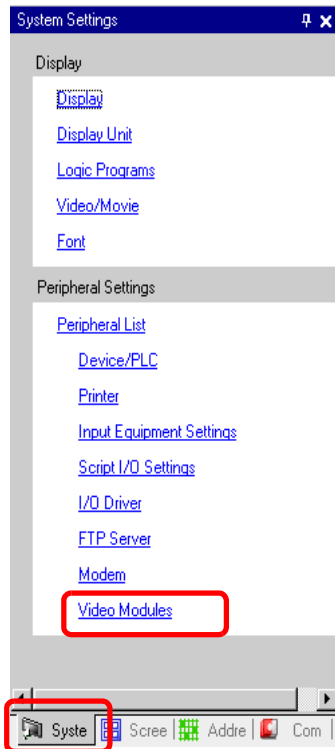 System Settings
Display
Display
Display Unit
Logic Programs
Video/Movie
Font
Peripheral Settings
Peripheral List
Device/PLC
Printer
Input Equipment Settings
Script I/O Settings
I/O Driver
FTP Server
Modem
Video Modules
Syste Scree Addre Com